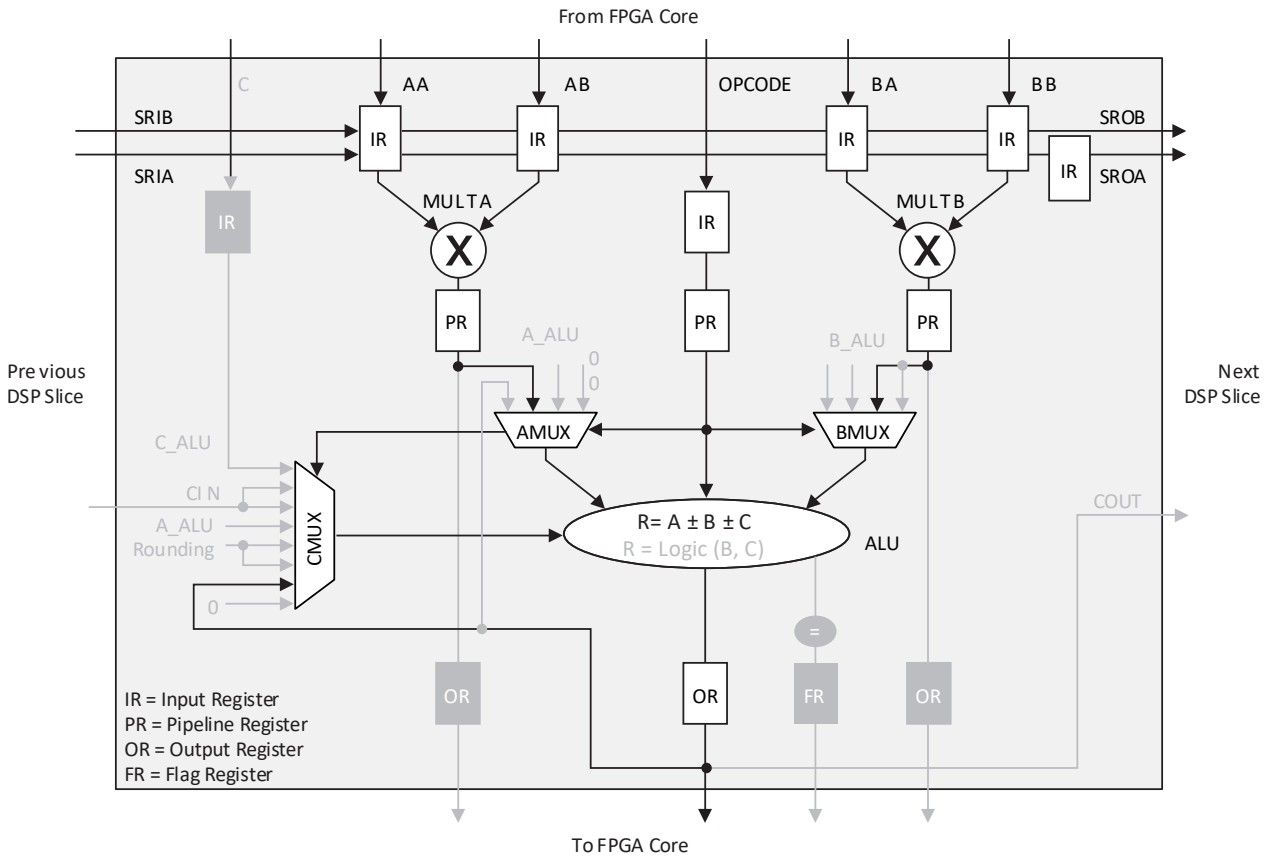 From FPGA Core
C
AA
AB
OPCODE
BA
BB
SRIB
SROB
IR
IR
IR
IR
IR
SRIA
SROA
MULTA
MULTB
IR
IR
X
X
PR
PR
PR
A_ALU
B_ALU
0
0
Previous
DSP Slice
Next
DSP Slice
AMUX
BMUX
C_ALU
CIN
COUT
A_ALU
Rounding
CMUX
R= A ± B ± C
R = Logic (B, C)
ALU
0
=
OR
OR
FR
OR
IR = Input Register
PR = Pipeline Register
OR = Output Register
FR = Flag Register
To FPGA Core